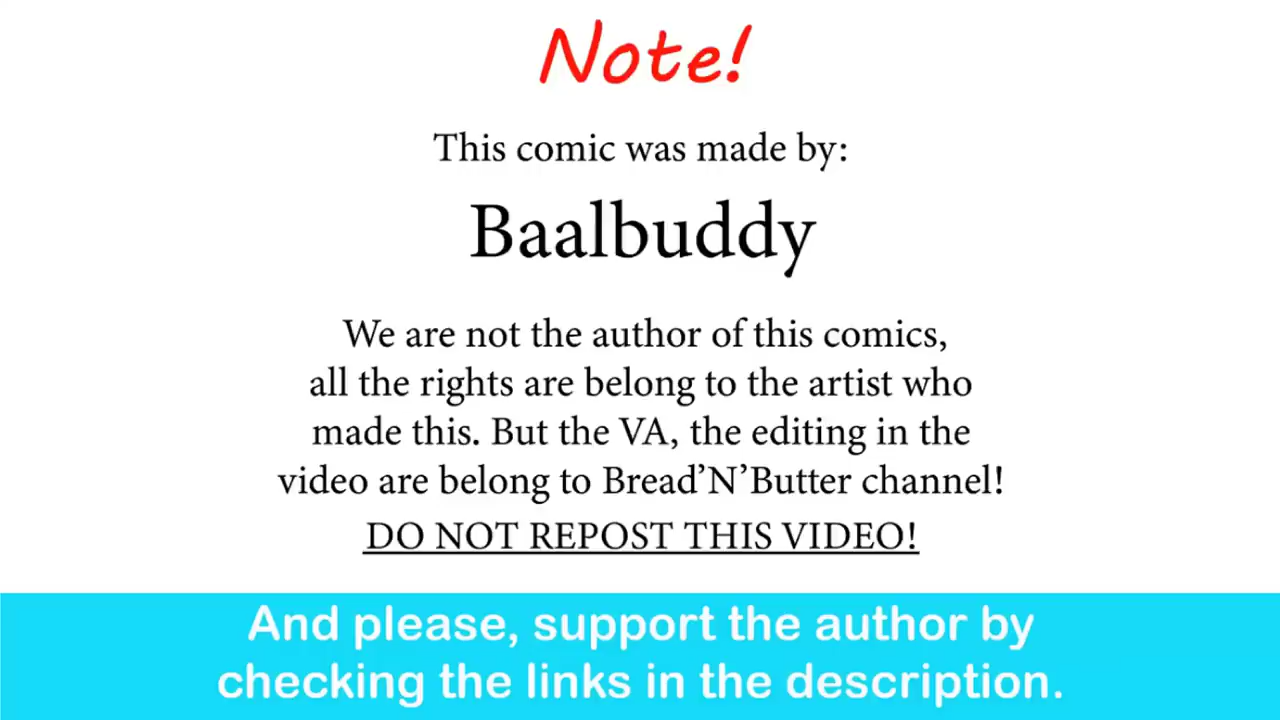 Note!
This comic was made by:
Baalbuddy
We are not the author of this comics,
all the rights are belong to the artist who
made this. But the VA, the editing in the
video are belong to Bread’N’Butter channel!
DO NOT REPOST THIS VIDEO!
And please, support the author by
checking the links in the description.